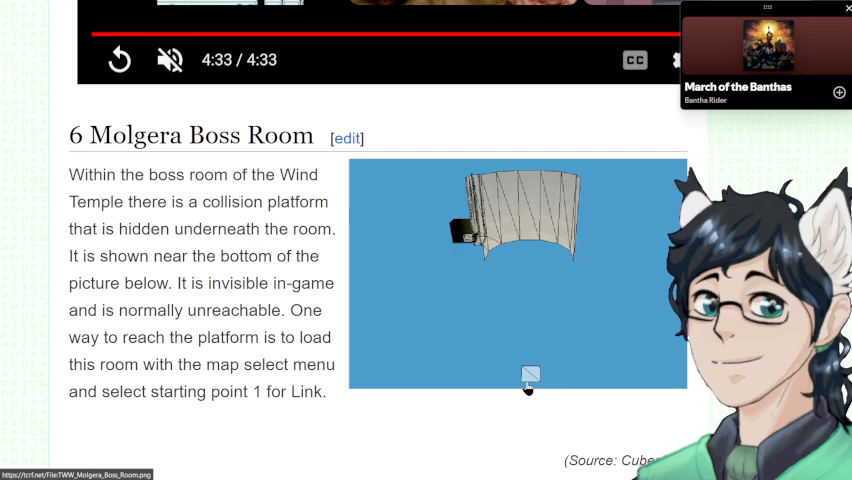 4:33 / 4:33
CC
March of the Banthas
Bantha Rider
6 Molgera Boss Room [edit]
Within the boss room of the Wind
Temple there is a collision platform
that is hidden underneath the room.
It is shown near the bottom of the
picture below. It is invisible in-game
and is normally unreachable. One
way to reach the platform is to load
this room with the map select menu
and select starting point 1 for Link.
(Source:
https://tcrf.net/File:TWW_Molgera_Boss_Room.png